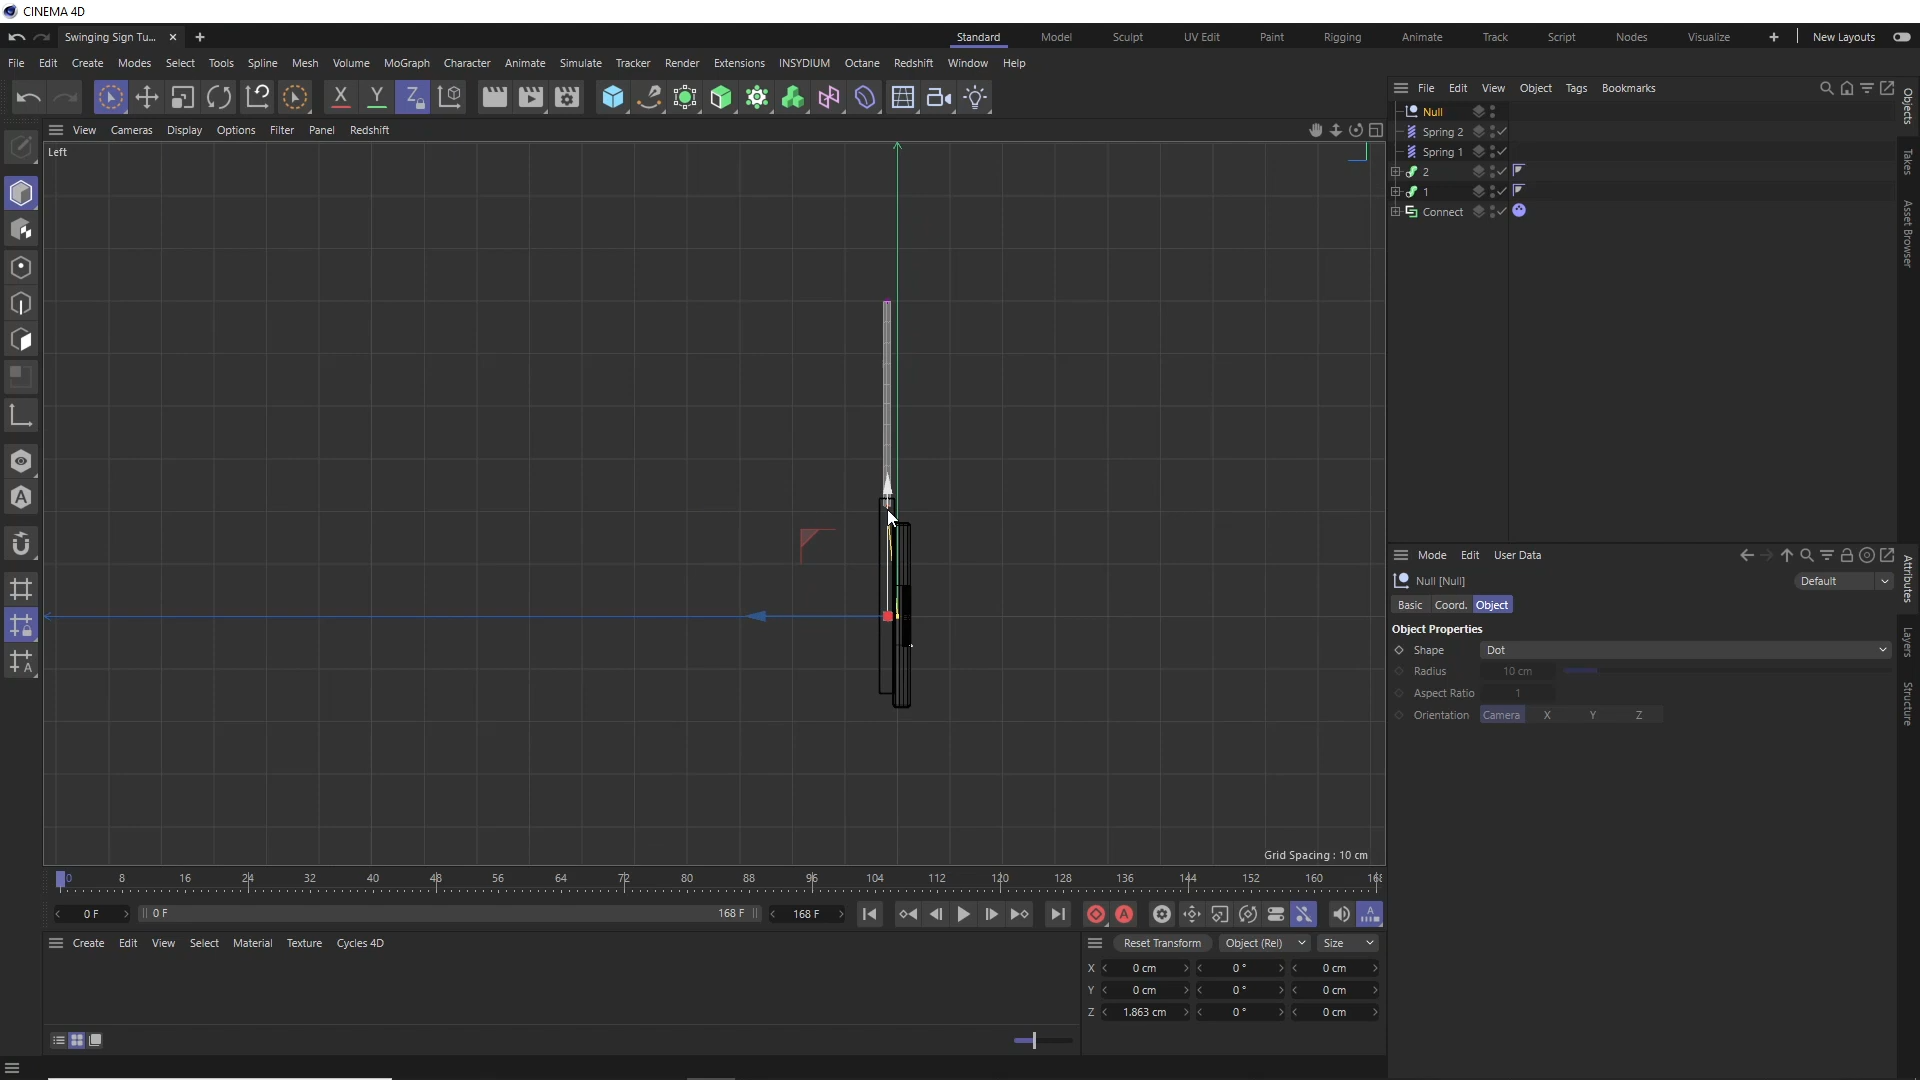 CINEMA 4D
Swinging Sign Tu...
Standard
Model
Sculpt
UV Edit
Paint
Rigging
Animate
Track
Script
Nodes
Visualize
New Layouts
File
Edit
Create
Modes
Select
Tools
Spline
Mesh
Volume
MoGraph
Character
Animate
Simulate
Tracker
Render
Extensions
INSYDIUM
Octane
Redshift
Window
Help
X
Y
Z
View
Cameras
Display
Options
Filter
Panel
Redshift
Left
Grid Spacing : 10 cm
File
Edit
View
Object
Tags
Bookmarks
Null
Spring 2
Spring 1
2
1
Connect
Objects
Takes
Asset Browser
Mode
Edit
User Data
Null [Null]
Default
Basic
Coord.
Object
Object Properties
Shape
Dot
Radius
10 cm
Aspect Ratio
1
Orientation
Camera
X
Y
Z
Attributes
Layers
Structure
0
8
16
24
32
40
48
56
64
72
80
88
96
104
112
120
128
136
144
152
160
0 F
0 F
168 F
168 F
Create
Edit
View
Select
Material
Texture
Cycles 4D
Reset Transform
Object (Rel)
Size
X
0 cm
0 °
0 cm
Y
0 cm
0 °
0 cm
Z
1.863 cm
0 °
0 cm